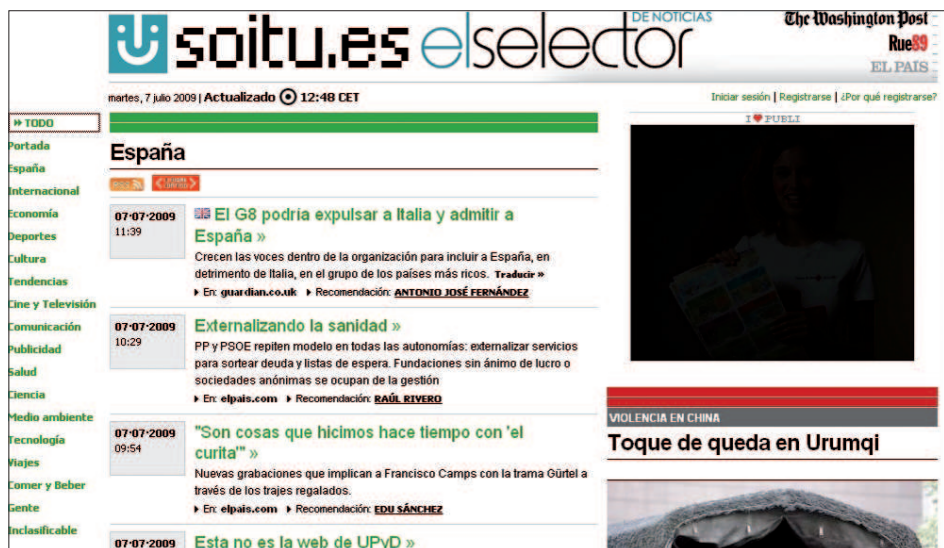 soitu.es elselector DE NOTICIAS
The Washington Post
Rue89
EL PAÍS
martes, 7 julio 2009 | Actualizado 12:48 CET
Iniciar sesión | Registrarse | ¿Por qué registrarse?
» TODO
Portada
España
Internacional
Economía
Deportes
Cultura
Tendencias
Cine y Televisión
Comunicación
Publicidad
Salud
Ciencia
Medio ambiente
Tecnología
Viajes
Comer y Beber
Gente
Inclasificable
España
RSS
07·07·2009
11:39
El G8 podría expulsar a Italia y admitir a
España »
Crecen las voces dentro de la organización para incluir a España, en
detrimento de Italia, en el grupo de los países más ricos. Traducir »
En: guardian.co.uk Recomendación: ANTONIO JOSÉ FERNÁNDEZ
07·07·2009
10:29
Externalizando la sanidad »
PP y PSOE repiten modelo en todas las autonomías: externalizar servicios
para sortear deuda y listas de espera. Fundaciones sin ánimo de lucro o
sociedades anónimas se ocupan de la gestión
En: elpais.com Recomendación: RAÚL RIVERO
07·07·2009
09:54
"Son cosas que hicimos hace tiempo con 'el
curita'" »
Nuevas grabaciones que implican a Francisco Camps con la trama Gürtel a
través de los trajes regalados.
En: elpais.com Recomendación: EDU SÁNCHEZ
07·07·2009
Esta no es la web de UPyD »
I ♥ PUBLI
VIOLENCIA EN CHINA
Toque de queda en Urumqi